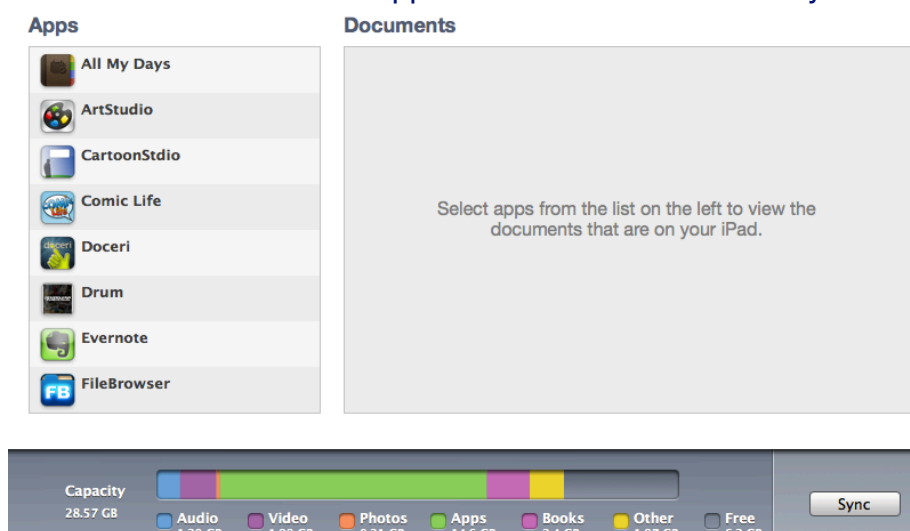 Apps
Documents
All My Days
ArtStudio
CartoonStdio
Comic Life
Doceri
Drum
Evernote
FileBrowser
Select apps from the list on the left to view the
documents that are on your iPad.
Capacity
28.57 GB
Audio
Video
Photos
Apps
Books
Other
Free
Sync